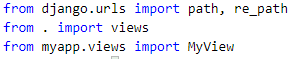 from django.urls import path, re_path
from . import views
from myapp.views import MyView